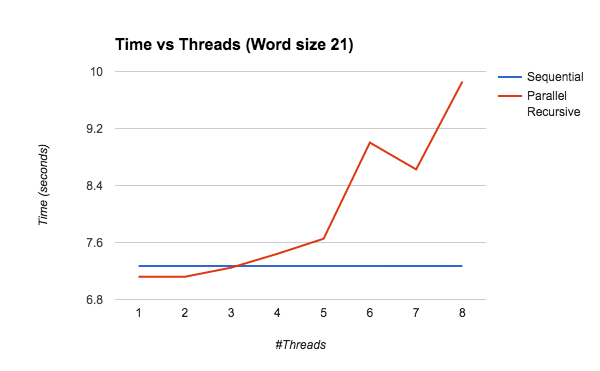 Time vs Threads (Word size 21)
10
9.2
8.4
7.6
6.8
Time (seconds)
1 2 3 4 5 6 7 8
#Threads
Sequential
Parallel
Recursive